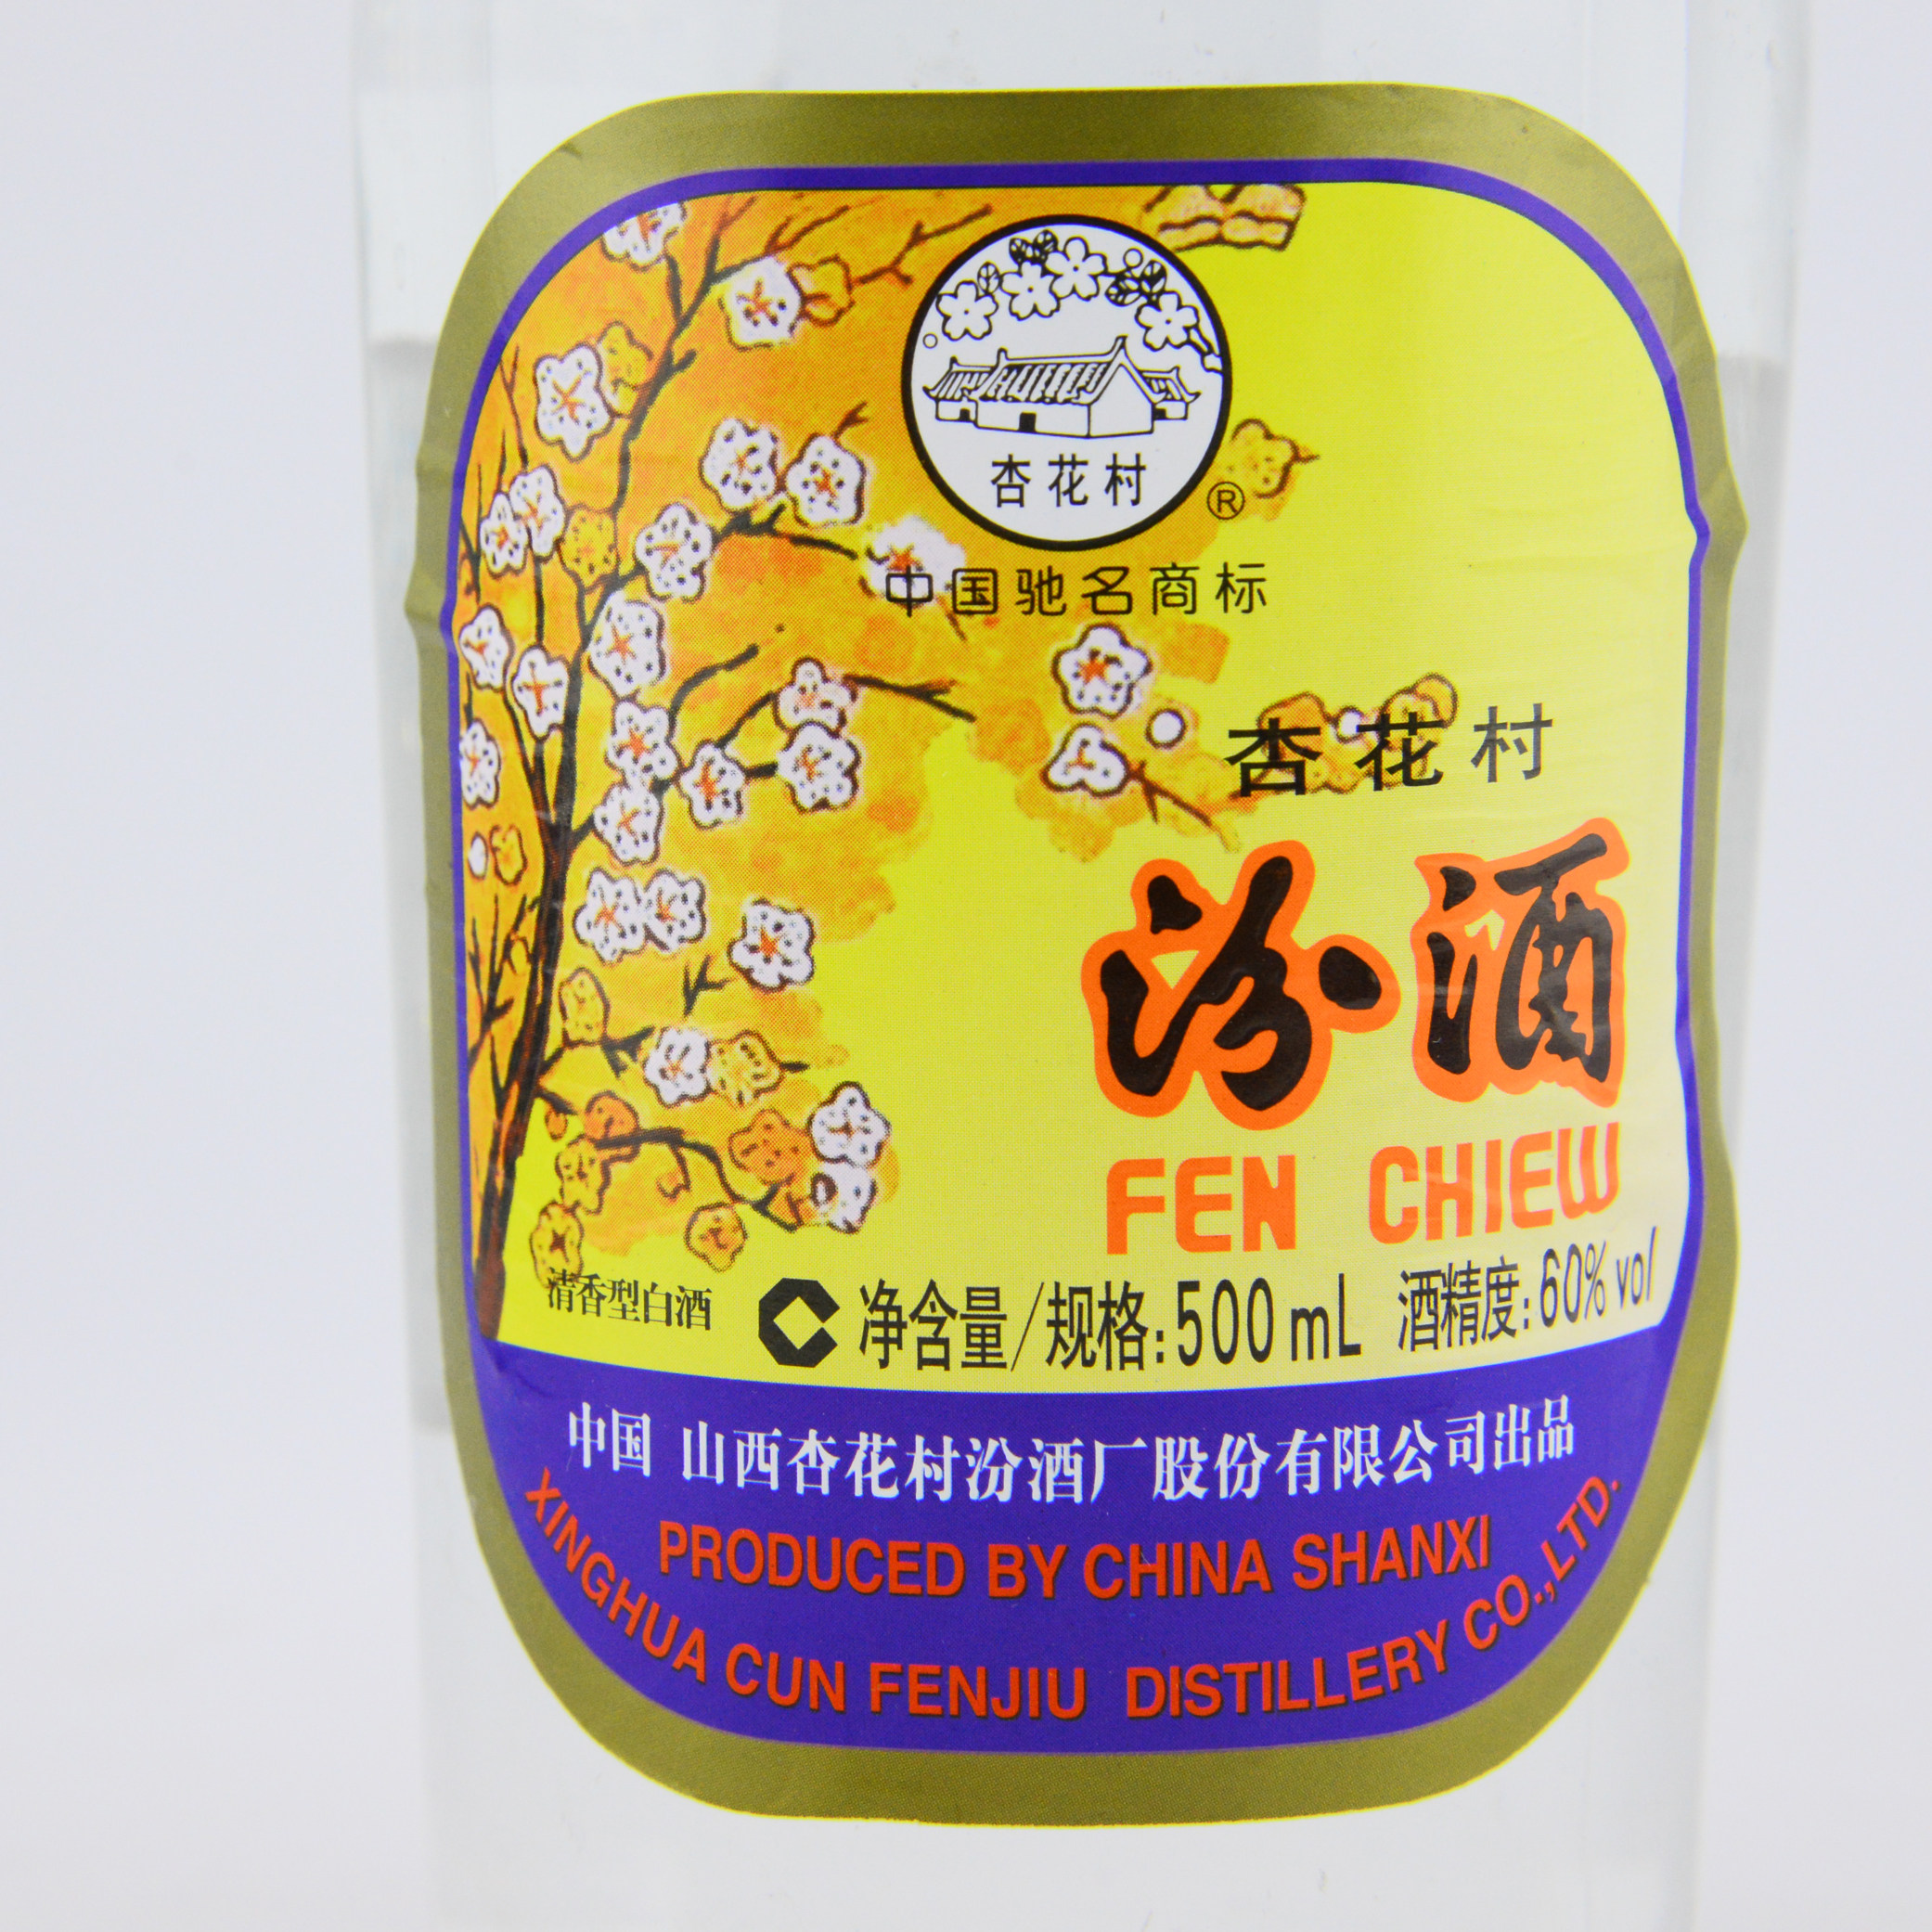 杏花村
®
中国驰名商标
杏花村
汾酒
FEN CHIEW
清香型白酒 净含量/规格:500mL 酒精度:60%vol
中国 山西杏花村汾酒厂股份有限公司出品
PRODUCED BY CHINA SHANXI
XINGHUA CUN FENJIU DISTILLERY CO.,LTD.